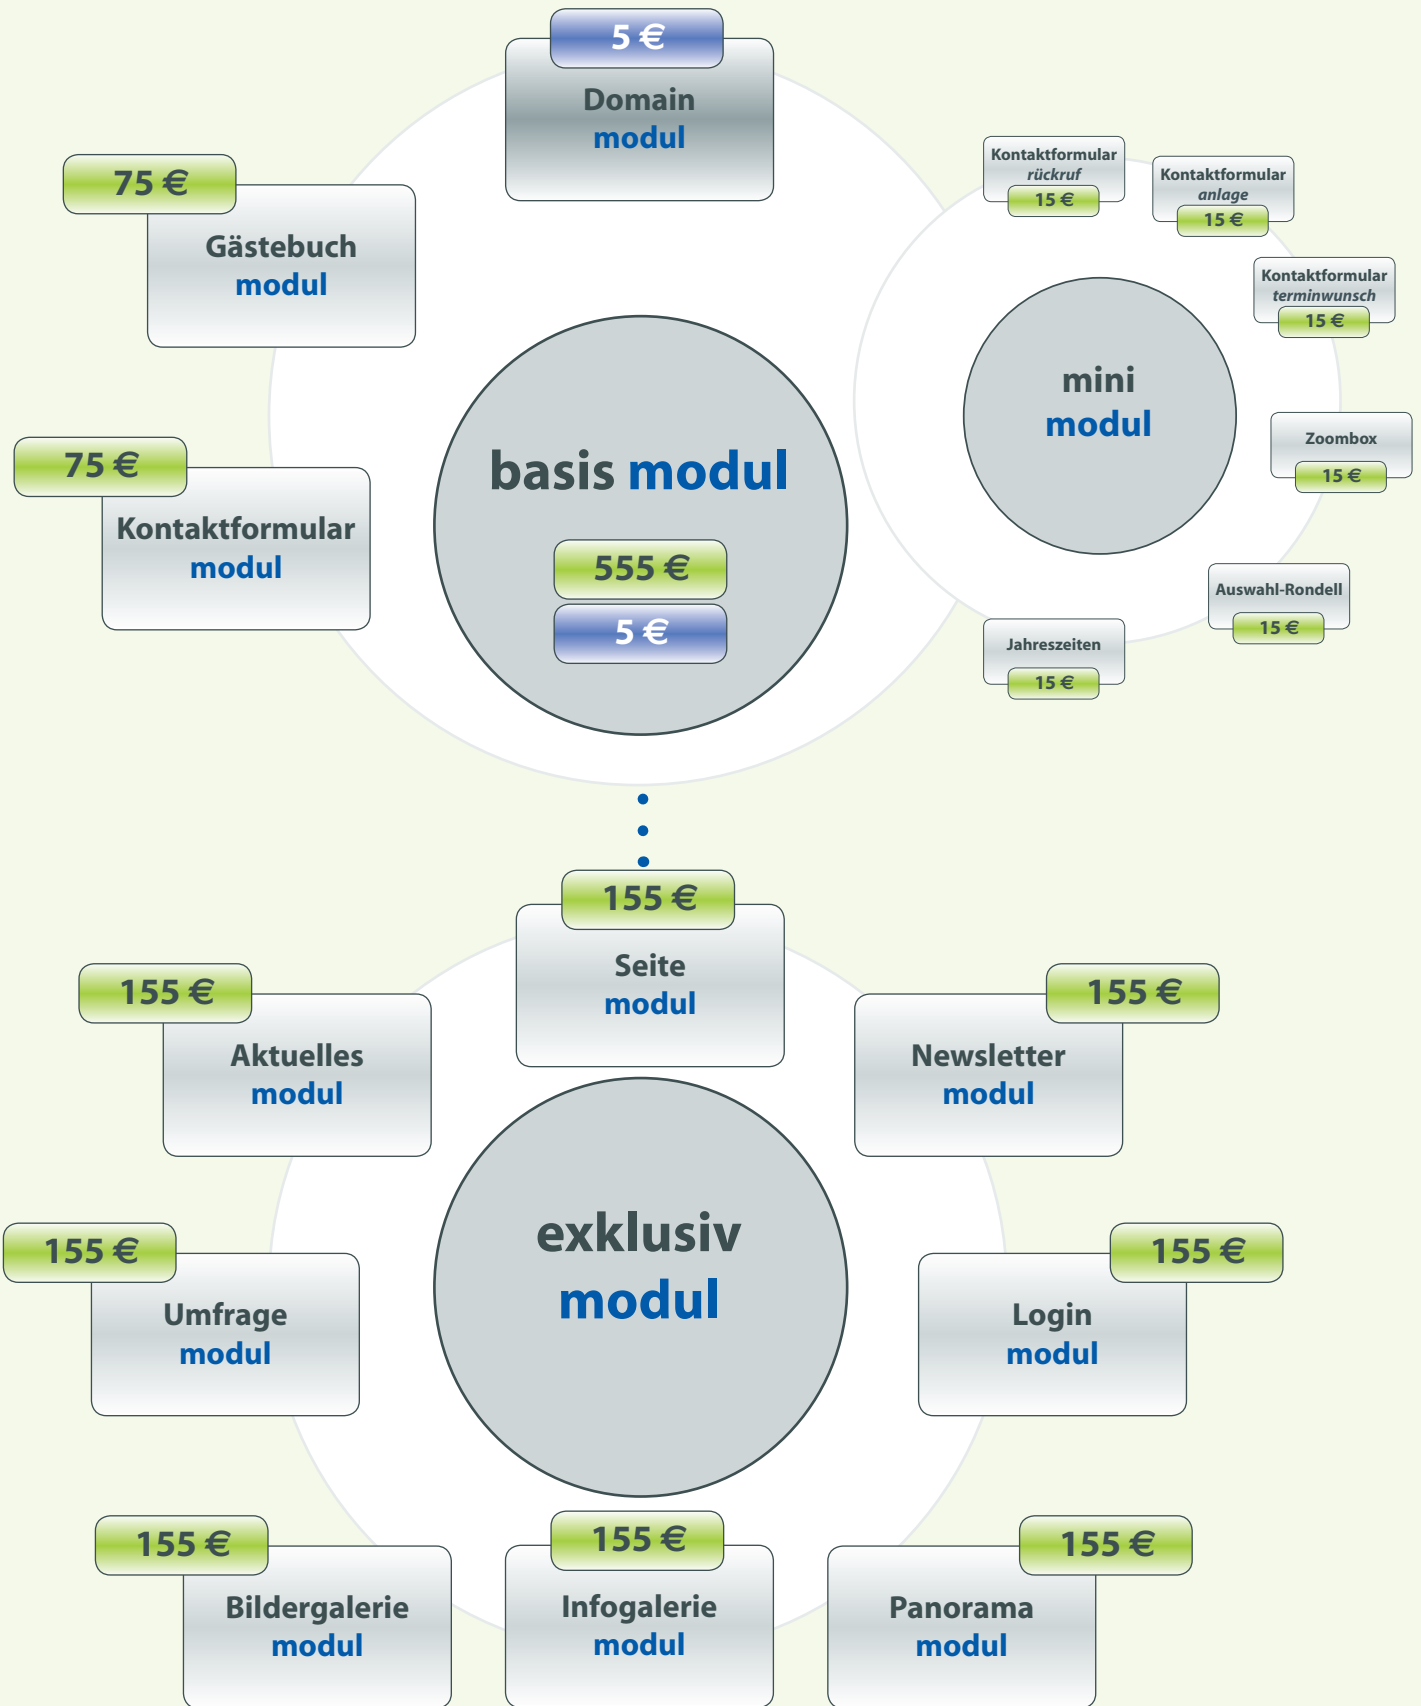 5 €
Domain
modul
75 €
Gästebuch
modul
75 €
Kontaktformular
modul
basis modul
555 €
5 €
Kontaktformular
rückruf
15 €
Kontaktformular
anlage
15 €
Kontaktformular
terminwunsch
15 €
mini
modul
Zoombox
15 €
Auswahl-Rondell
15 €
Jahreszeiten
15 €
155 €
Seite
modul
155 €
Aktuelles
modul
155 €
Newsletter
modul
exklusiv
modul
155 €
Umfrage
modul
155 €
Login
modul
155 €
Bildergalerie
modul
155 €
Infogalerie
modul
155 €
Panorama
modul